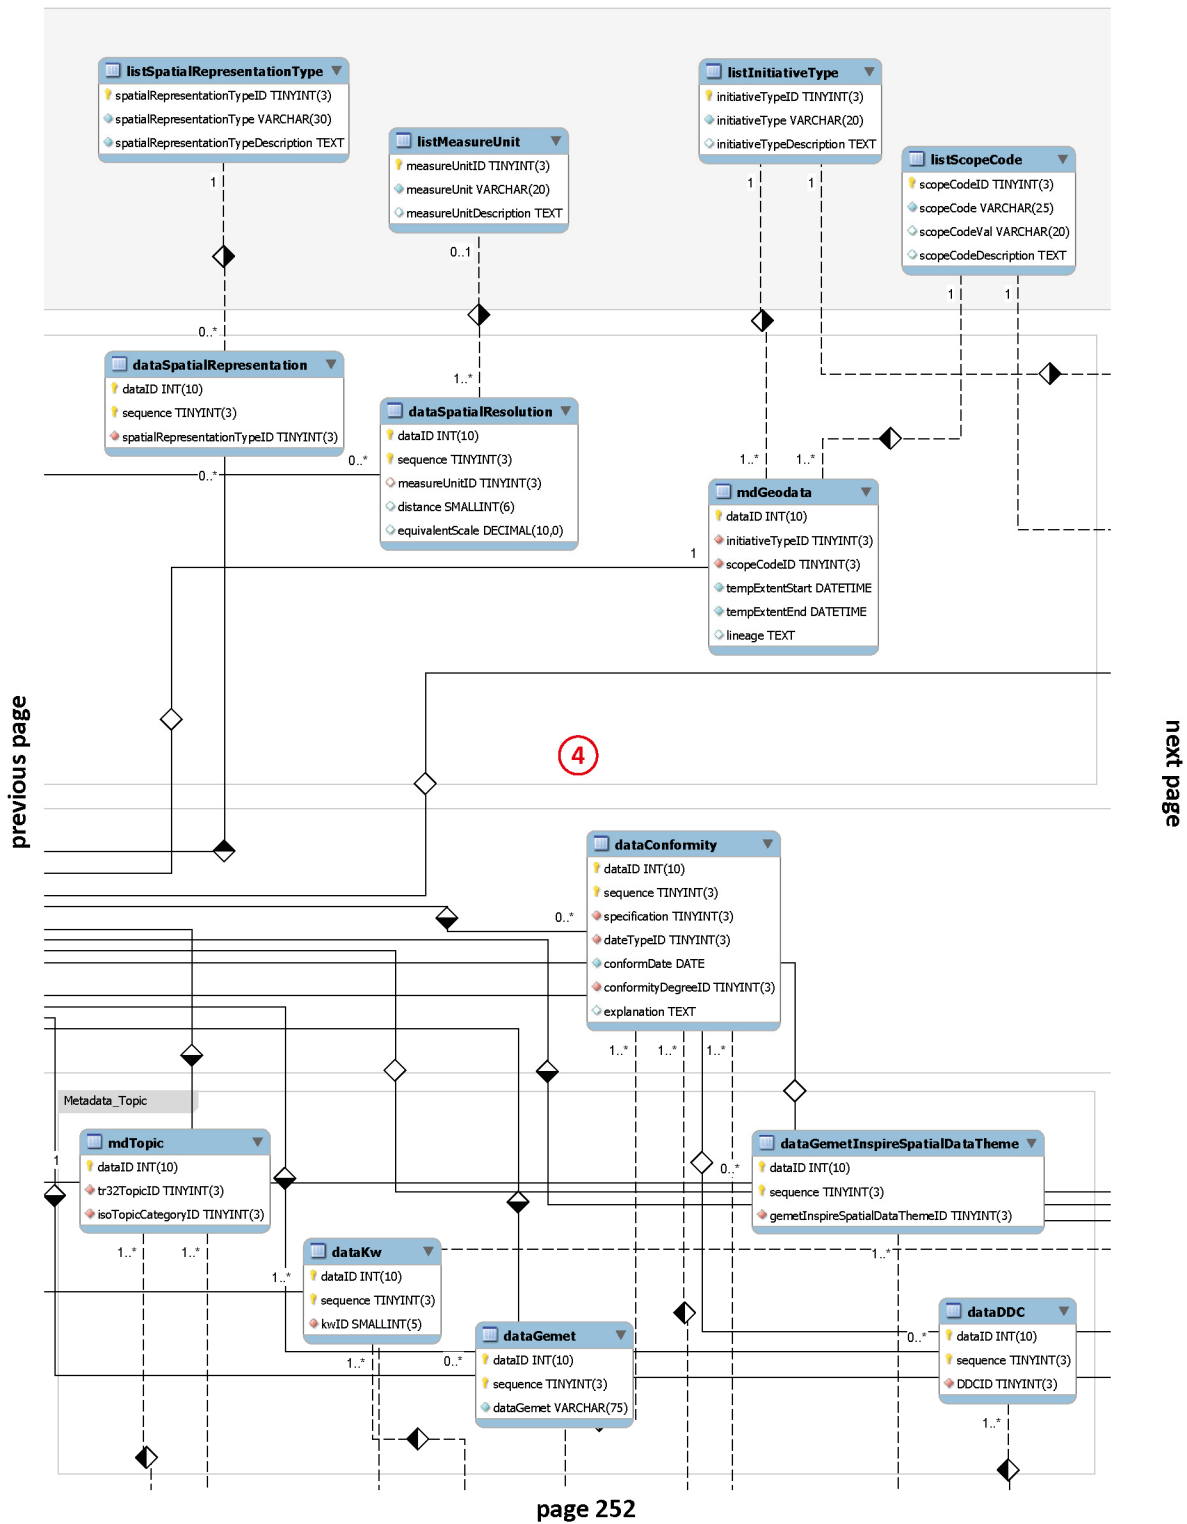 listSpatialRepresentationType
spatialRepresentationTypeID TINYINT(3)
spatialRepresentationType VARCHAR(30)
spatialRepresentationTypeDescription TEXT
listMeasureUnit
measureUnitID TINYINT(3)
measureUnit VARCHAR(20)
measureUnitDescription TEXT
listInitiativeType
initiativeTypeID TINYINT(3)
initiativeType VARCHAR(20)
initiativeTypeDescription TEXT
listScopeCode
scopeCodeID TINYINT(3)
scopeCode VARCHAR(25)
scopeCodeVal VARCHAR(20)
scopeCodeDescription TEXT
1
0..1
1
1
1
1
0..*
1..*
dataSpatialRepresentation
dataID INT(10)
sequence TINYINT(3)
spatialRepresentationTypeID TINYINT(3)
0..*
0..*
dataSpatialResolution
dataID INT(10)
sequence TINYINT(3)
measureUnitID TINYINT(3)
distance SMALLINT(6)
equivalentScale DECIMAL(10,0)
1..*
1..*
mdGeodata
dataID INT(10)
initiativeTypeID TINYINT(3)
scopeCodeID TINYINT(3)
tempExtentStart DATETIME
tempExtentEnd DATETIME
lineage TEXT
1
previous page
4
next page
dataConformity
dataID INT(10)
sequence TINYINT(3)
specification TINYINT(3)
dateTypeID TINYINT(3)
conformDate DATE
conformityDegreeID TINYINT(3)
explanation TEXT
0..*
1..*
1..*
1..*
Metadata_Topic
mdTopic
dataID INT(10)
tr32TopicID TINYINT(3)
isoTopicCategoryID TINYINT(3)
1
1..*
1..*
dataGemetInspireSpatialDataTheme
dataID INT(10)
sequence TINYINT(3)
gemetInspireSpatialDataThemeID TINYINT(3)
0..*
1..*
dataKw
dataID INT(10)
sequence TINYINT(3)
kwID SMALLINT(5)
1..*
1..*
dataGemet
dataID INT(10)
sequence TINYINT(3)
dataGemet VARCHAR(75)
0..*
dataDDC
dataID INT(10)
sequence TINYINT(3)
DDCID TINYINT(3)
0..*
1..*
page 252